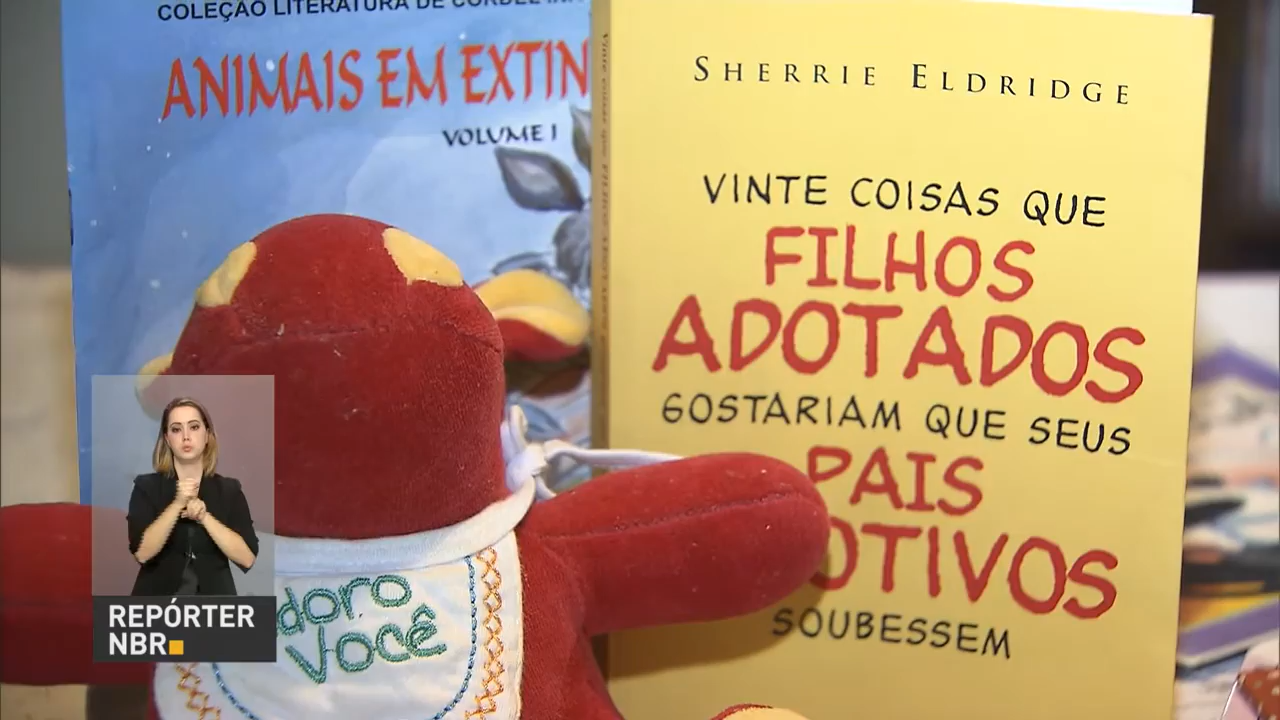 COLEÇÃO LITERATURA DE CORDEL
ANIMAIS EM EXTIN
VOLUME I
SHERRIE ELDRIDGE
VINTE COISAS QUE
FILHOS
ADOTADOS
GOSTARIAM QUE SEUS
PAIS
OTIVOS
SOUBESSEM
doro
Você
REPÓRTER
NBR